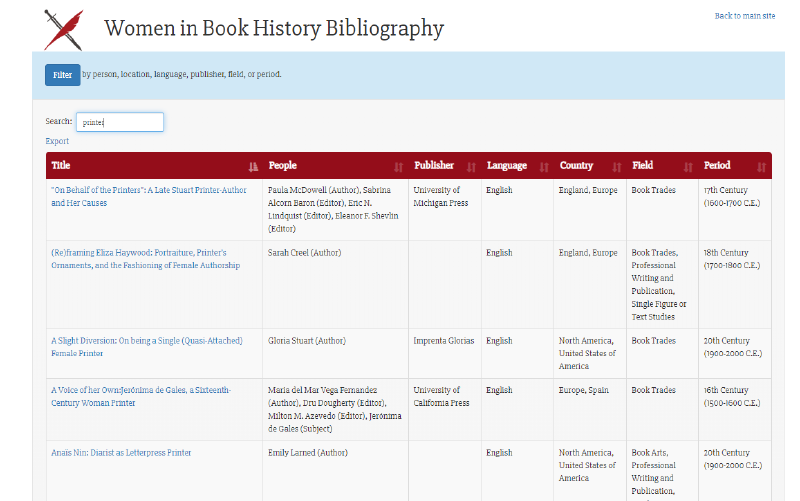 Women in Book History Bibliography
Back to main site
Filter by person, location, language, publisher, field, or period.
Search: printer
Export
Title People Publisher Language Country Field Period
"On Behalf of the Printers": A Late Stuart Printer-Author Paula McDowell (Author), Sabrina University of English England, Europe Book Trades 17th Century
and Her Causes Alcorn Baron (Editor), Eric N. Michigan Press (1600-1700 C.E.)
Lindquist (Editor), Eleanor F. Shevlin
(Editor)
(Re)framing Eliza Haywood: Portraiture, Printer's Sarah Creel (Author) English England, Europe Book Trades, 18th Century
Ornaments, and the Fashioning of Female Authorship Professional (1700-1800 C.E.)
Writing and
Publication,
Single Figure or
Text Studies
A Slight Diversion: On being a Single (Quasi-Attached) Gloria Stuart (Author) Imprenta Glorias English North America, Book Trades 20th Century
Female Printer United States of (1900-2000 C.E.)
America
A Voice of her Own:Jerónima de Gales, a Sixteenth- Maria del Mar Vega Fernandez University of English Europe, Spain Book Trades 16th Century
Century Woman Printer (Author), Dru Dougherty (Editor), California Press (1500-1600 C.E.)
Milton M. Azevedo (Editor), Jerónima
de Gales (Subject)
Anaïs Nin: Diarist as Letterpress Printer Emily Larned (Author) English North America, Book Arts, 20th Century
United States of Professional (1900-2000 C.E.)
America Writing and
Publication,